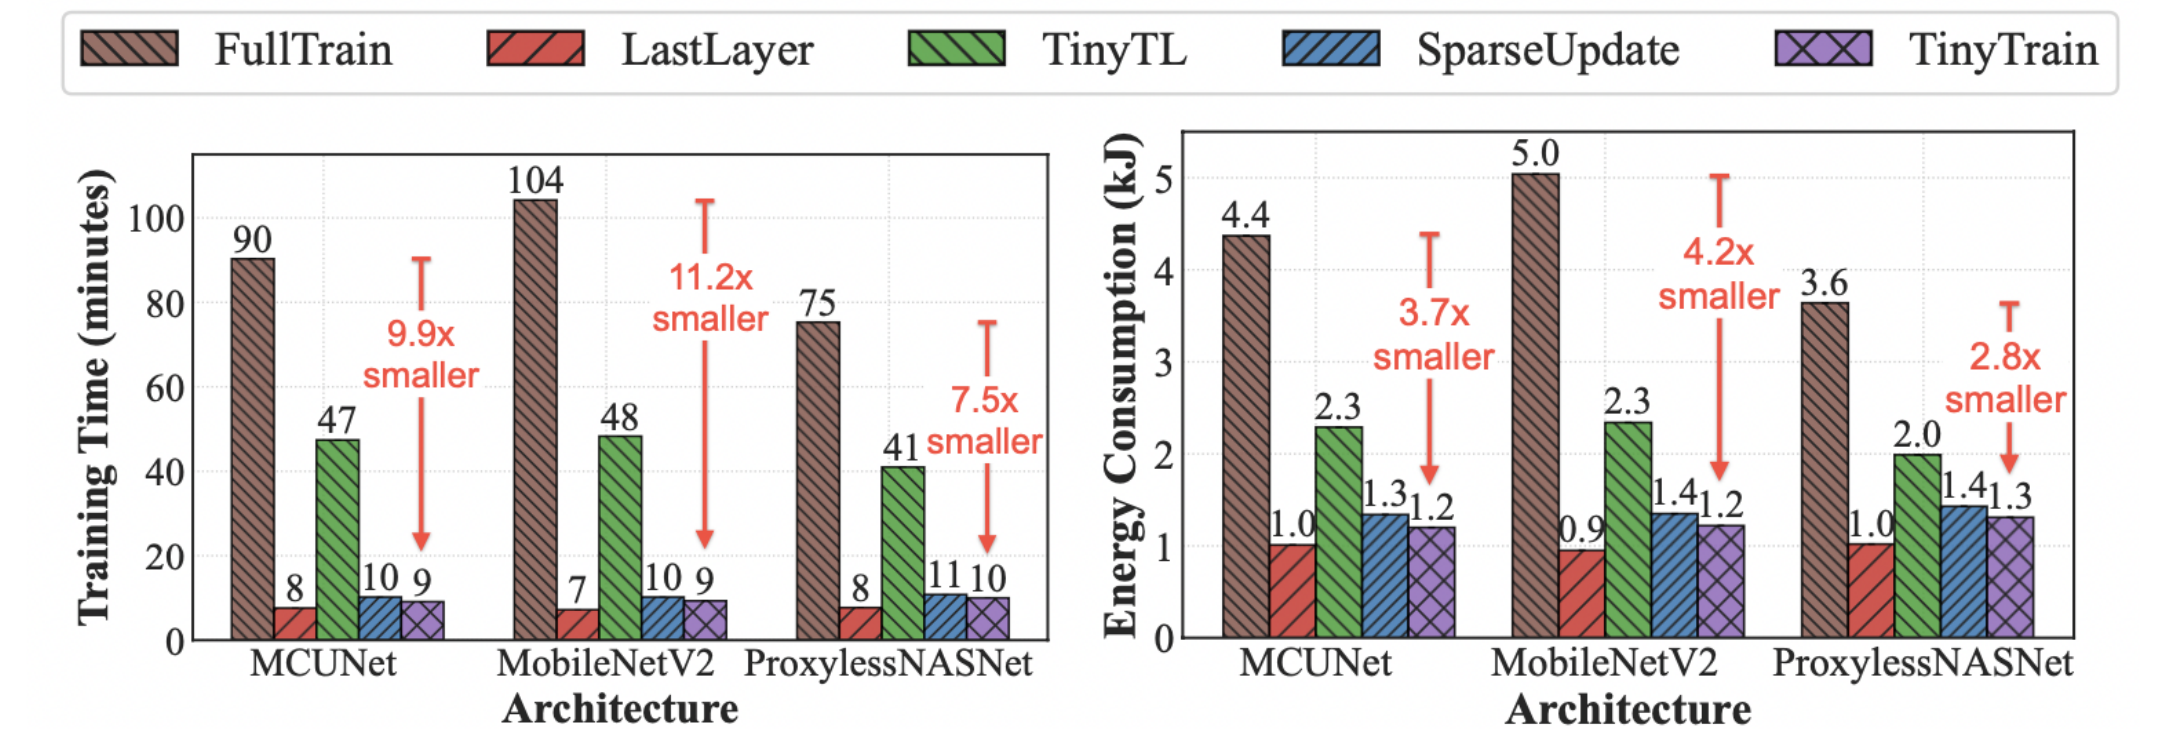 FullTrain LastLayer TinyTL SparseUpdate TinyTrain
Training Time (minutes)
100
80
60
40
20
0
90
8
47
10
9
9.9x
smaller
104
7
48
10
9
11.2x
smaller
75
8
41
11
10
7.5x
smaller
MCUNet MobileNetV2 ProxylessNASNet
Architecture
Energy Consumption (kJ)
5
4
3
2
1
0
4.4
1.0
2.3
1.3
1.2
3.7x
smaller
5.0
0.9
2.3
1.4
1.2
4.2x
smaller
3.6
1.0
2.0
1.4
1.3
2.8x
smaller
MCUNet MobileNetV2 ProxylessNASNet
Architecture